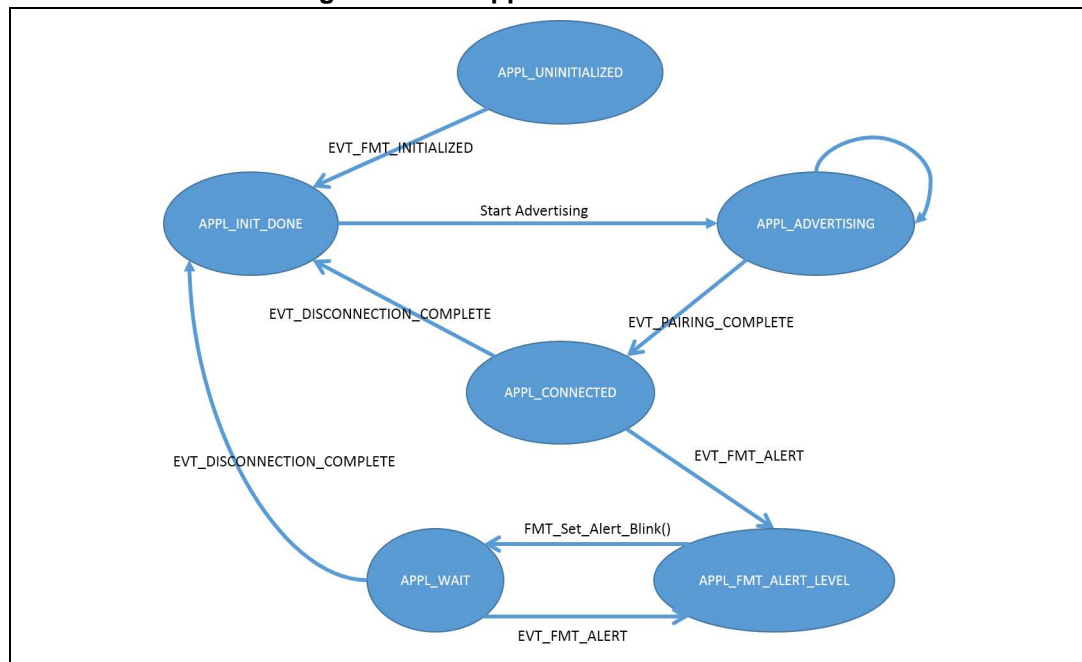 APPL_UNINITIALIZED
EVT_FMT_INITIALIZED
APPL_INIT_DONE
Start Advertising
APPL_ADVERTISING
EVT_DISCONNECTION_COMPLETE
EVT_PAIRING_COMPLETE
APPL_CONNECTED
EVT_FMT_ALERT
EVT_DISCONNECTION_COMPLETE
FMT_Set_Alert_Blink()
APPL_WAIT
APPL_FMT_ALERT_LEVEL
EVT_FMT_ALERT